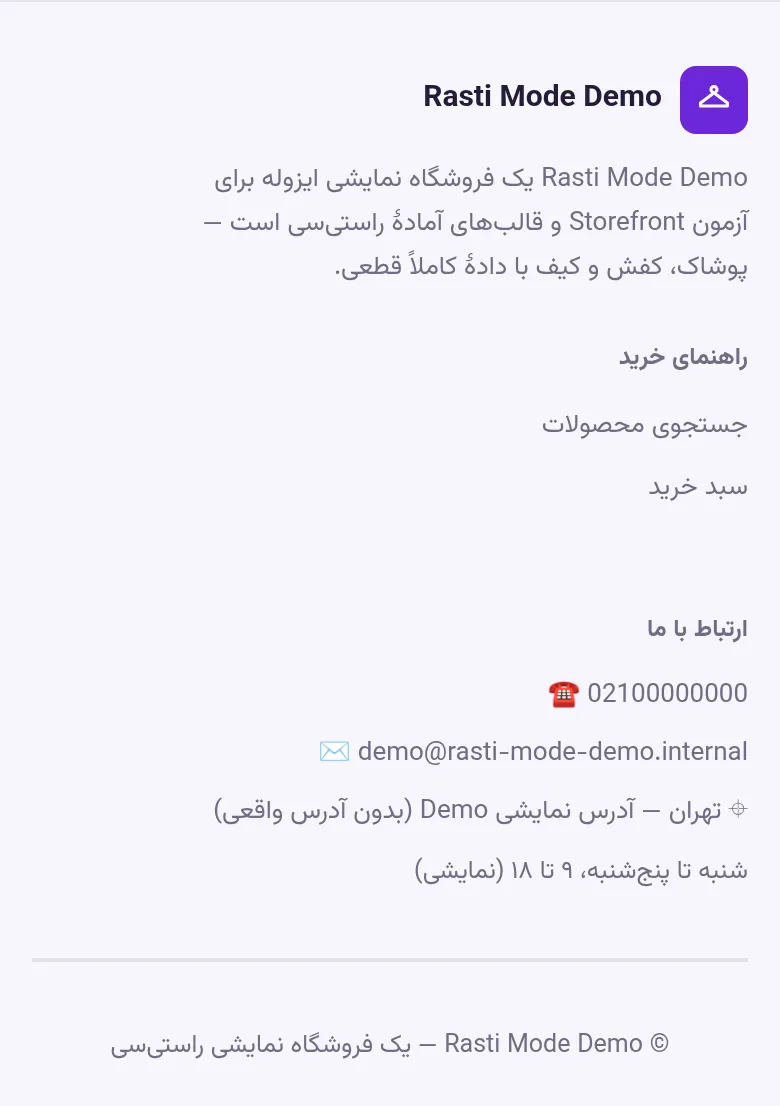 Rasti Mode Demo
Rasti Mode Demo یک فروشگاه نمایشی ایزوله برای
آزمون Storefront و قالب‌های آمادهٔ راستی‌سی است —
پوشاک، کفش و کیف با دادهٔ کاملاً قطعی.
راهنمای خرید
جستجوی محصولات
سبد خرید
ارتباط با ما
☎️ 02100000000
✉️ demo@rasti-mode-demo.internal
⌖ تهران — آدرس نمایشی Demo (بدون آدرس واقعی)
شنبه تا پنج‌شنبه، ۹ تا ۱۸ (نمایشی)
© Rasti Mode Demo — یک فروشگاه نمایشی راستی‌سی